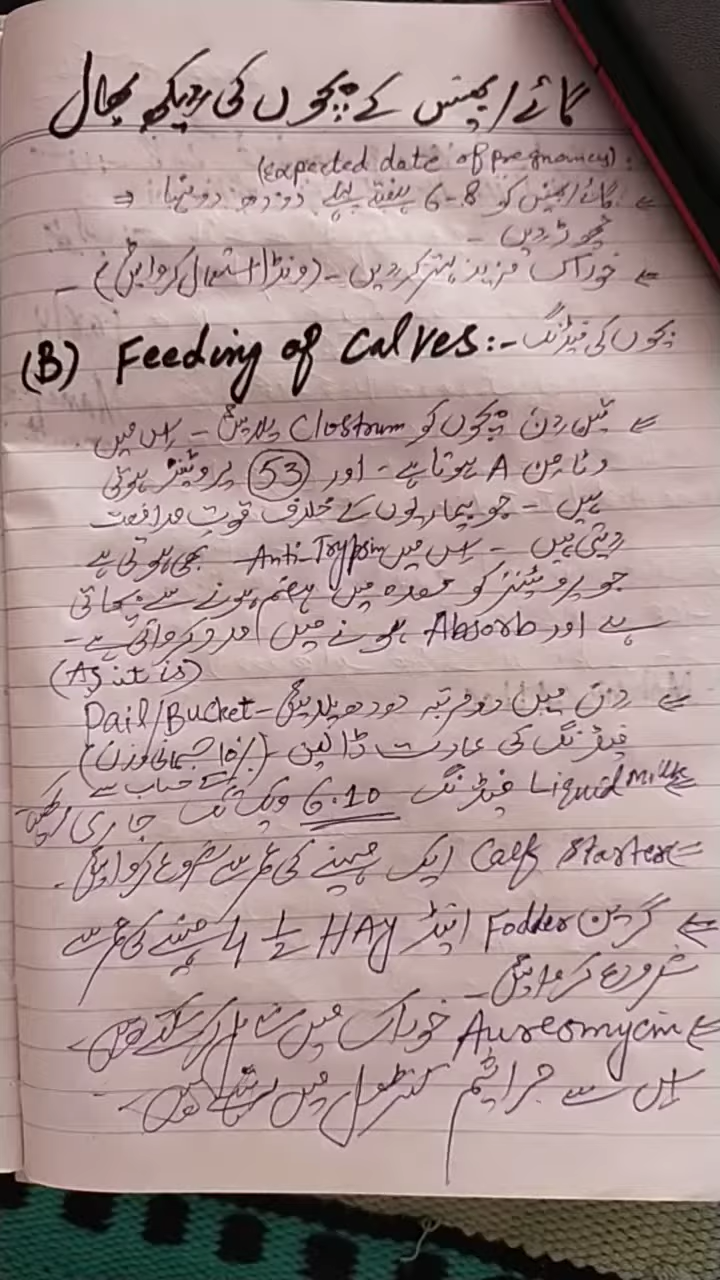 گائے / بھینس کے بچوں کی دیکھ بھال
(expected date of pregnancy) :
⇐ گائے / بھینس کو 8-6 ہفتے پہلے دودھ دوہنا ⇒
چھوڑ دیں -
⇐ خوراک مزید بہتر کر دیں - (ونڈا استعمال کروائیں) -
(B) Feeding of Calves:- بچوں کی فیڈنگ
⇐ تین دن بچوں کو Clostrum پلائیں - اس میں
وٹامن A ہوتا ہے - اور (53) پروٹینز ہوتی
ہیں - جو بیماریوں کے خلاف قوت مدافعت
دیتی ہیں - اس میں Anti-Trypsin بھی ہوتی ہے
جو پروٹینز کو معدہ میں ہضم ہونے سے بچاتی
ہے اور Absorb ہونے میں مدد کرواتی ہے -
(As it is)
⇐ دن میں دو مرتبہ دودھ پلائیں - Pail/Bucket
فیڈنگ کی عادت ڈالیں - (10% جسمانی وزن)
کے حساب سے
⇐ Liquid Milk فیڈنگ 6.10 ویک تک جاری رکھیں
⇐ Calf Starter ایک مہینے کی عمر سے شروع کروائیں -
⇐ گرین Fodder اینڈ HAy 4 1/2 مہینے کی عمر سے
شروع کروائیں -
⇐ Aureomycin خوراک میں شامل کر سکتے ہیں -
اس سے جراثیم کنٹرول میں رہتے ہیں -